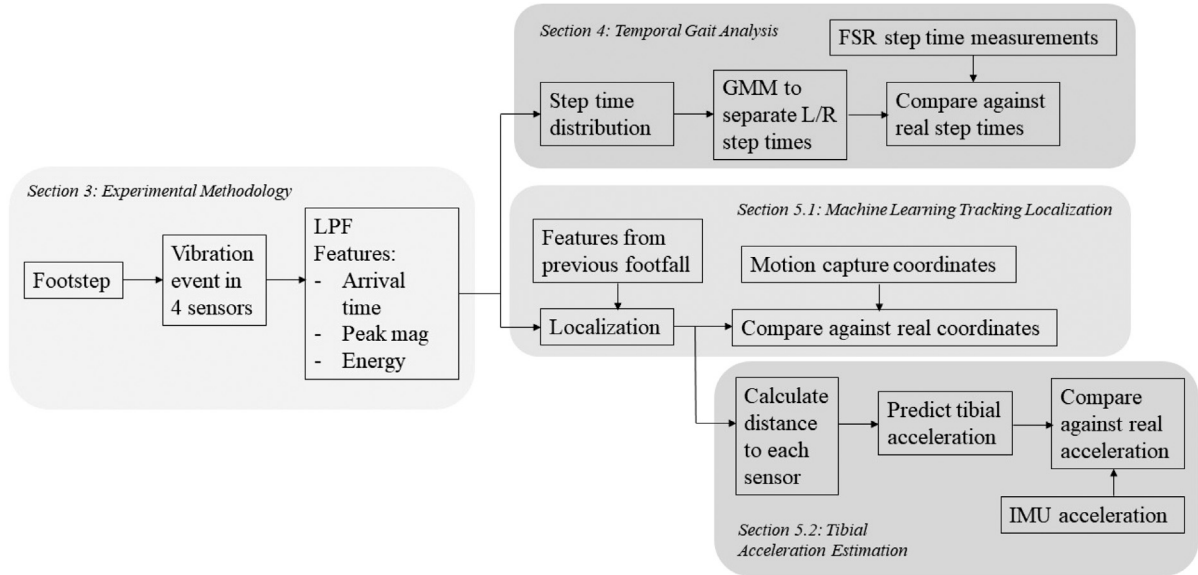 Section 3: Experimental Methodology
Footstep
Vibration
event in
4 sensors
LPF
Features:
- Arrival
time
- Peak mag
- Energy
Section 4: Temporal Gait Analysis
FSR step time measurements
Step time
distribution
GMM to
separate L/R
step times
Compare against
real step times
Section 5.1: Machine Learning Tracking Localization
Features from
previous footfall
Motion capture coordinates
Localization
Compare against real coordinates
Calculate
distance
to each
sensor
Predict tibial
acceleration
Compare
against real
acceleration
IMU acceleration
Section 5.2: Tibial
Acceleration Estimation